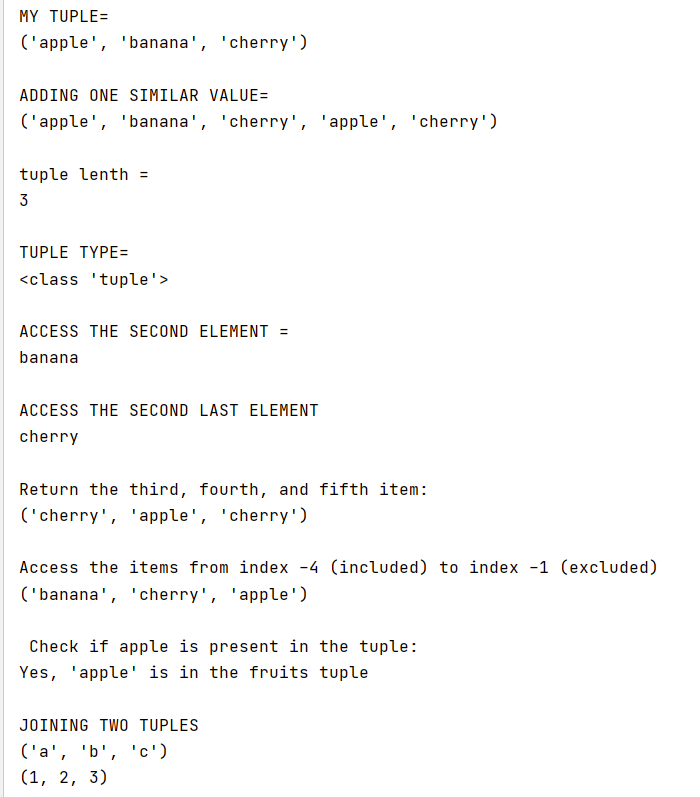 MY TUPLE=
('apple', 'banana', 'cherry')
ADDING ONE SIMILAR VALUE=
('apple', 'banana', 'cherry', 'apple', 'cherry')
tuple lenth =
3
TUPLE TYPE=
<class 'tuple'>
ACCESS THE SECOND ELEMENT =
banana
ACCESS THE SECOND LAST ELEMENT
cherry
Return the third, fourth, and fifth item:
('cherry', 'apple', 'cherry')
Access the items from index -4 (included) to index -1 (excluded)
('banana', 'cherry', 'apple')
 Check if apple is present in the tuple:
Yes, 'apple' is in the fruits tuple
JOINING TWO TUPLES
('a', 'b', 'c')
(1, 2, 3)